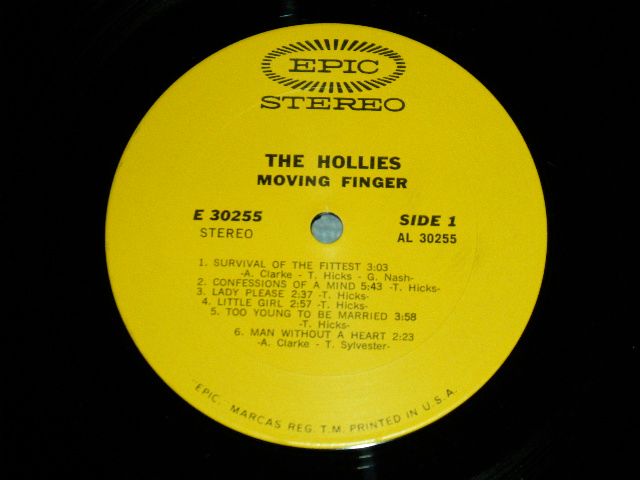 EPIC
STEREO
THE HOLLIES
MOVING FINGER
E 30255 SIDE 1
STEREO AL 30255
1. SURVIVAL OF THE FITTEST 3:03
-A. Clarke - T. Hicks - G. Nash-
2. CONFESSIONS OF A MIND 5:43 -T. Hicks-
3. LADY PLEASE 2:37 -T. Hicks-
4. LITTLE GIRL 2:57 -T. Hicks-
5. TOO YOUNG TO BE MARRIED 3:58
-T. Hicks-
6. MAN WITHOUT A HEART 2:23
-A. Clarke - T. Sylvester-
"EPIC," MARCAS REG. T.M. PRINTED IN U.S.A.